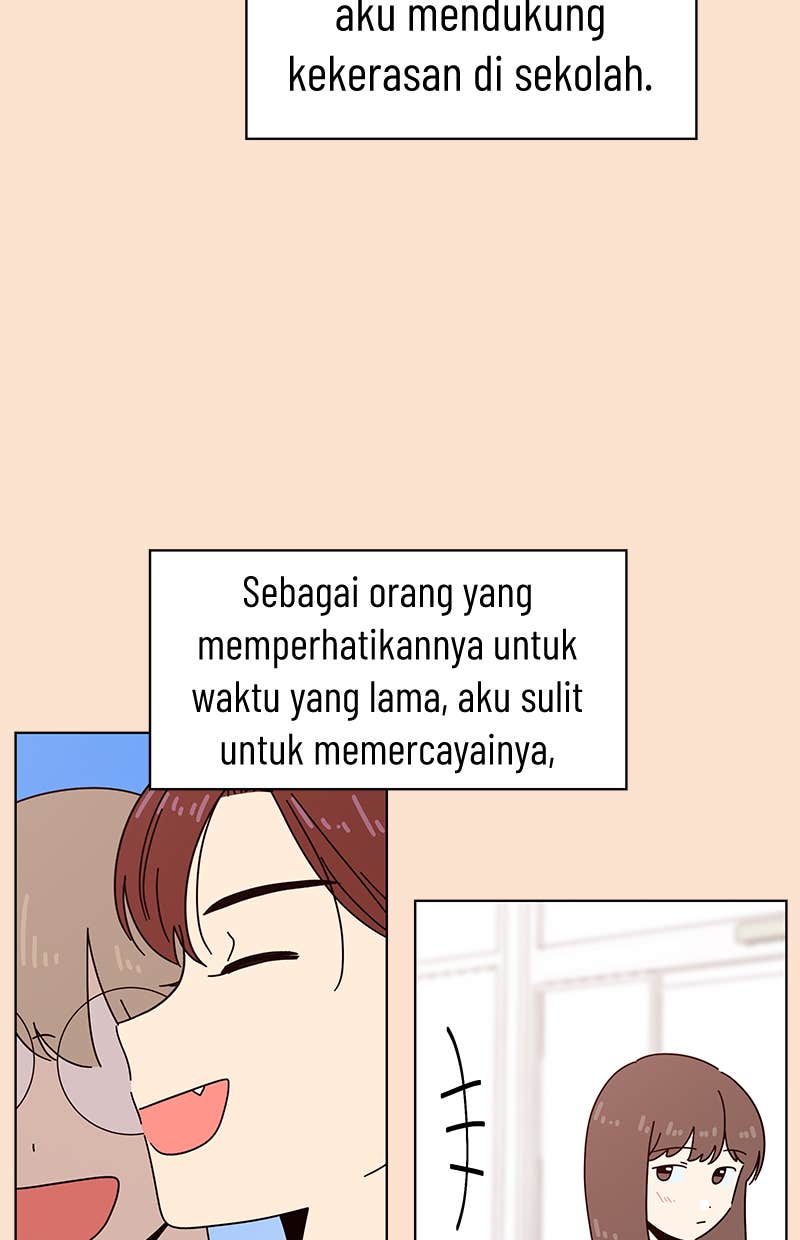 aku mendukung
kekerasan di sekolah.
Sebagai orang yang
memperhatikannya untuk
waktu yang lama, aku sulit
untuk memercayainya,